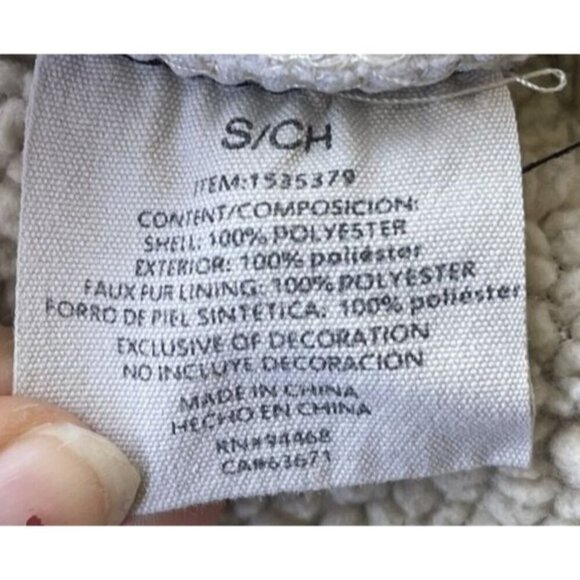 S/CH
ITEM:1535379
CONTENT/COMPOSICION:
SHELL: 100% POLYESTER
EXTERIOR: 100% poliéster
FAUX FUR LINING: 100% POLYESTER
FORRO DE PIEL SINTETICA: 100% poliéster
EXCLUSIVE OF DECORATION
NO INCLUYE DECORACIÓN
MADE IN CHINA
HECHO EN CHINA
RN#94468
CA#63671